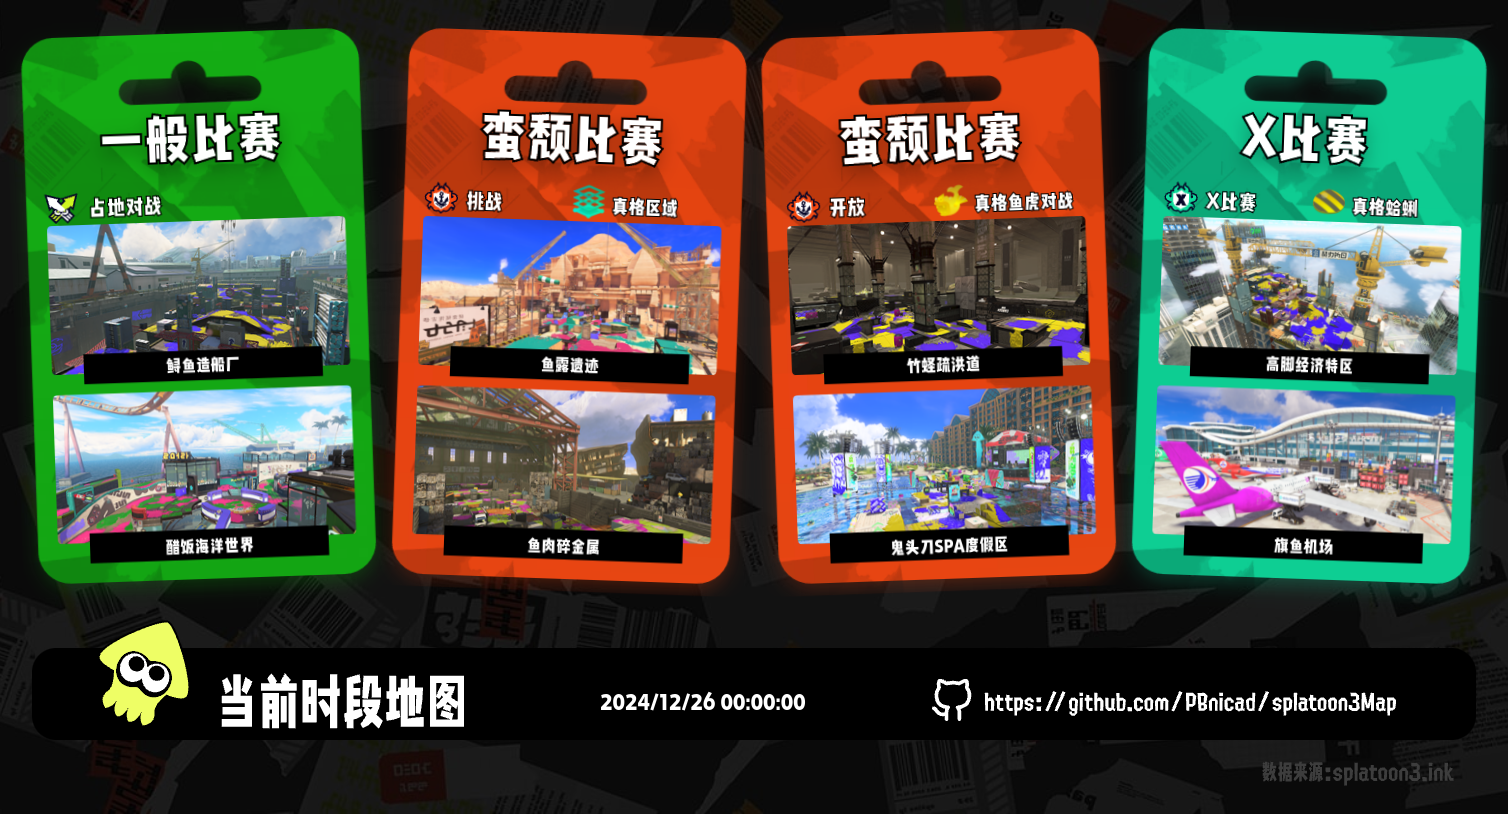 一般比赛
占地对战
鲟鱼造船厂
醋饭海洋世界
蛮颓比赛
挑战
真格区域
鱼露遗迹
鱼肉碎金属
蛮颓比赛
开放
真格鱼虎对战
竹蛏疏洪道
鬼头刀SPA度假区
X比赛
X比赛
真格蛤蜊
高脚经济特区
旗鱼机场
当前时段地图
2024/12/26 00:00:00
https://github.com/PBnicad/splatoon3Map
数据来源:splatoon3.ink